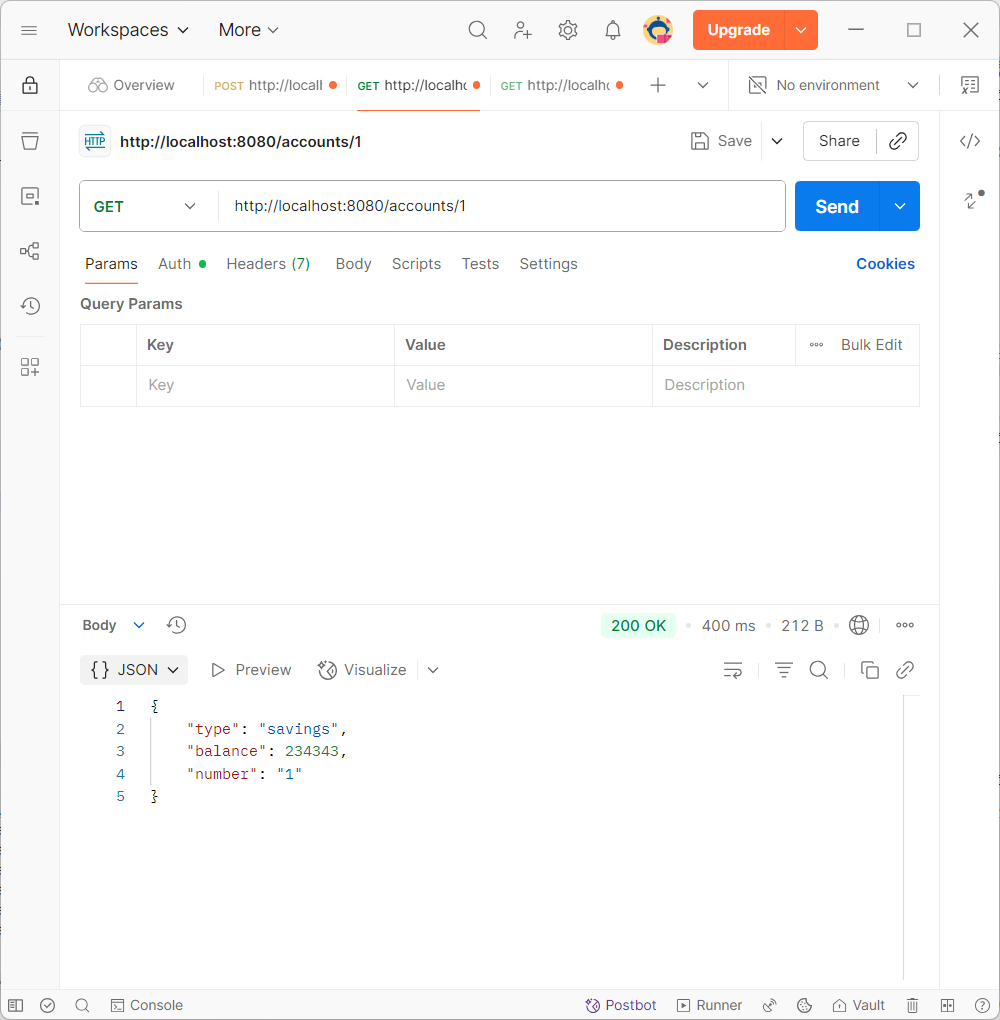 Workspaces More Upgrade
Overview POST http://locall GET http://localhc GET http://localhc No environment
HTTP http://localhost:8080/accounts/1 Save Share
GET http://localhost:8080/accounts/1 Send
Params Auth Headers (7) Body Scripts Tests Settings Cookies
Query Params
Key Value Description Bulk Edit
Key Value Description
Body 200 OK 400 ms 212 B
{} JSON Preview Visualize
1 {
2 "type": "savings",
3 "balance": 234343,
4 "number": "1"
5 }
Console Postbot Runner Vault